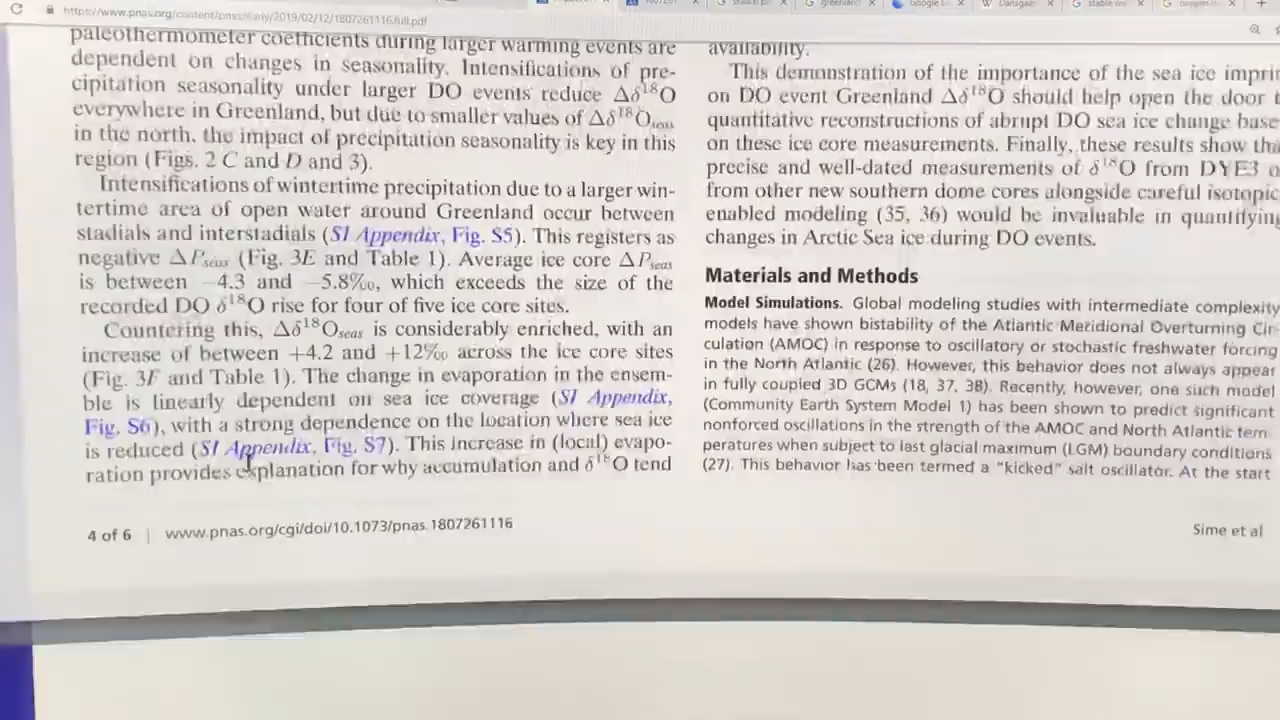 https://www.pnas.org/content/pnas/early/2019/02/12/1807261116.full.pdf
paleothermometer coefficients during larger warming events are
dependent on changes in seasonality. Intensifications of pre-
cipitation seasonality under larger DO events reduce Δδ¹⁸O
everywhere in Greenland, but due to smaller values of Δδ¹⁸Oseas
in the north, the impact of precipitation seasonality is key in this
region (Figs. 2 C and D and 3).
Intensifications of wintertime precipitation due to a larger win-
tertime area of open water around Greenland occur between
stadials and interstadials (SI Appendix, Fig. S5). This registers as
negative ΔPseas (Fig. 3E and Table 1). Average ice core ΔPseas
is between −4.3 and −5.8‰, which exceeds the size of the
recorded DO δ¹⁸O rise for four of five ice core sites.
Countering this, Δδ¹⁸Oseas is considerably enriched, with an
increase of between +4.2 and +12‰ across the ice core sites
(Fig. 3F and Table 1). The change in evaporation in the ensem-
ble is linearly dependent on sea ice coverage (SI Appendix,
Fig. S6), with a strong dependence on the location where sea ice
is reduced (SI Appendix, Fig. S7). This increase in (local) evapo-
ration provides explanation for why accumulation and δ¹⁸O tend
availability.
This demonstration of the importance of the sea ice imprin
on DO event Greenland Δδ¹⁸O should help open the door t
quantitative reconstructions of abrupt DO sea ice change base
on these ice core measurements. Finally, these results show tha
precise and well-dated measurements of δ¹⁸O from DYE3 o
from other new southern dome cores alongside careful isotopic
enabled modeling (35, 36) would be invaluable in quantifying
changes in Arctic Sea ice during DO events.
Materials and Methods
Model Simulations. Global modeling studies with intermediate complexity
models have shown bistability of the Atlantic Meridional Overturning Cir-
culation (AMOC) in response to oscillatory or stochastic freshwater forcing
in the North Atlantic (26). However, this behavior does not always appear
in fully coupled 3D GCMs (18, 37, 38). Recently, however, one such model
(Community Earth System Model 1) has been shown to predict significant
nonforced oscillations in the strength of the AMOC and North Atlantic tem
peratures when subject to last glacial maximum (LGM) boundary conditions
(27). This behavior has been termed a "kicked" salt oscillator. At the start
4 of 6 | www.pnas.org/cgi/doi/10.1073/pnas.1807261116
Sime et al